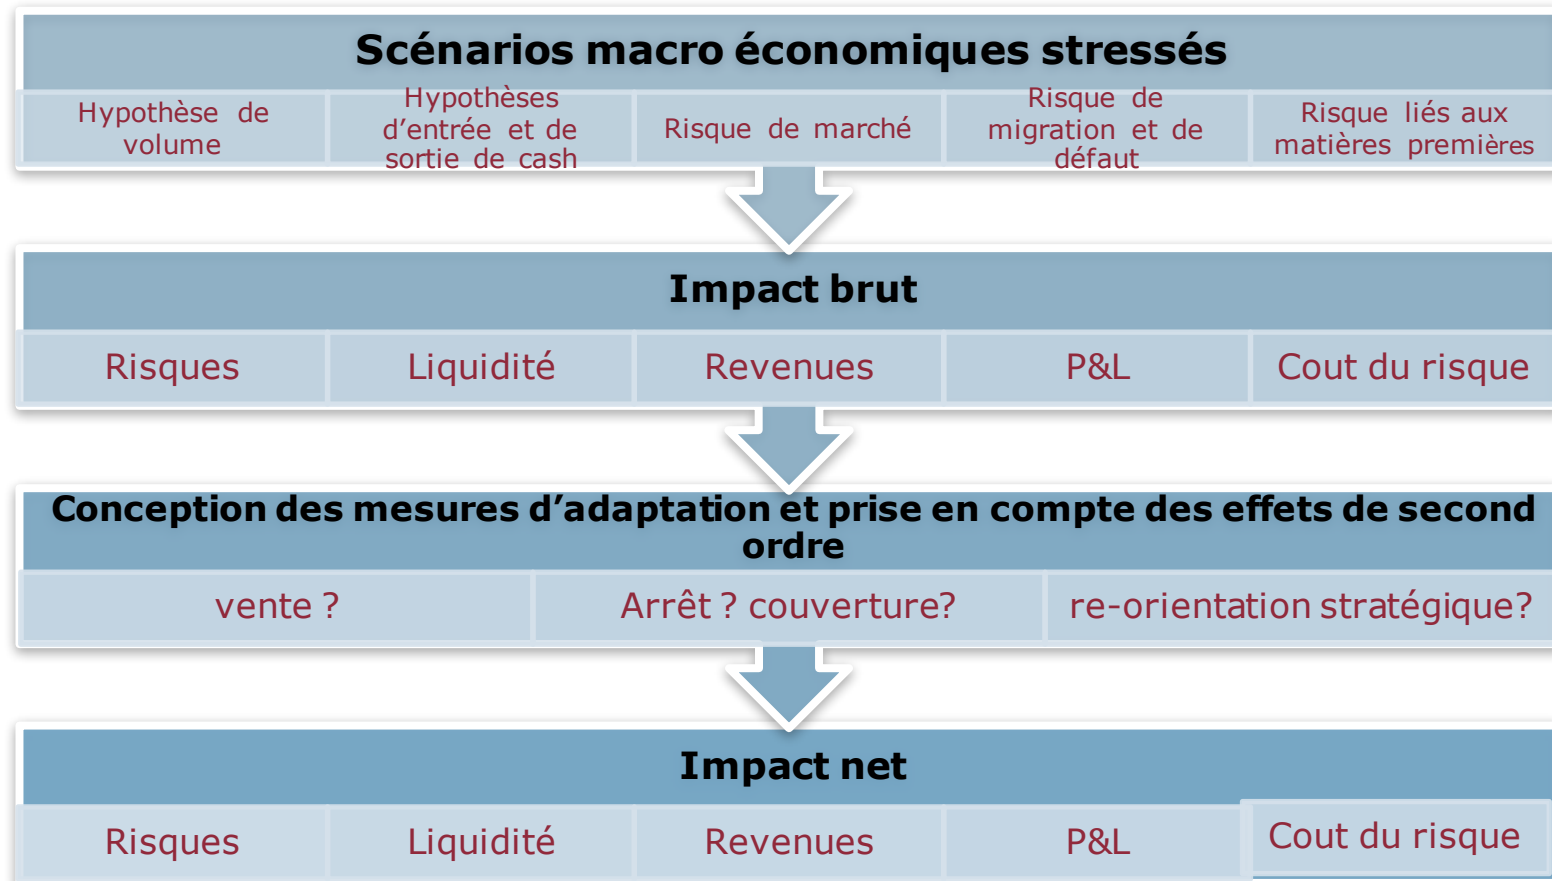 Scénarios macro économiques stressés
Hypothèse de
volume
Hypothèses
d’entrée et de
sortie de cash
Risque de marché
Risque de
migration et de
défaut
Risque liés aux
matières premières
Impact brut
Risques
Liquidité
Revenues
P&L
Cout du risque
Conception des mesures d’adaptation et prise en compte des effets de second
ordre
vente ?
Arrêt ? couverture?
re-orientation stratégique?
Impact net
Risques
Liquidité
Revenues
P&L
Cout du risque